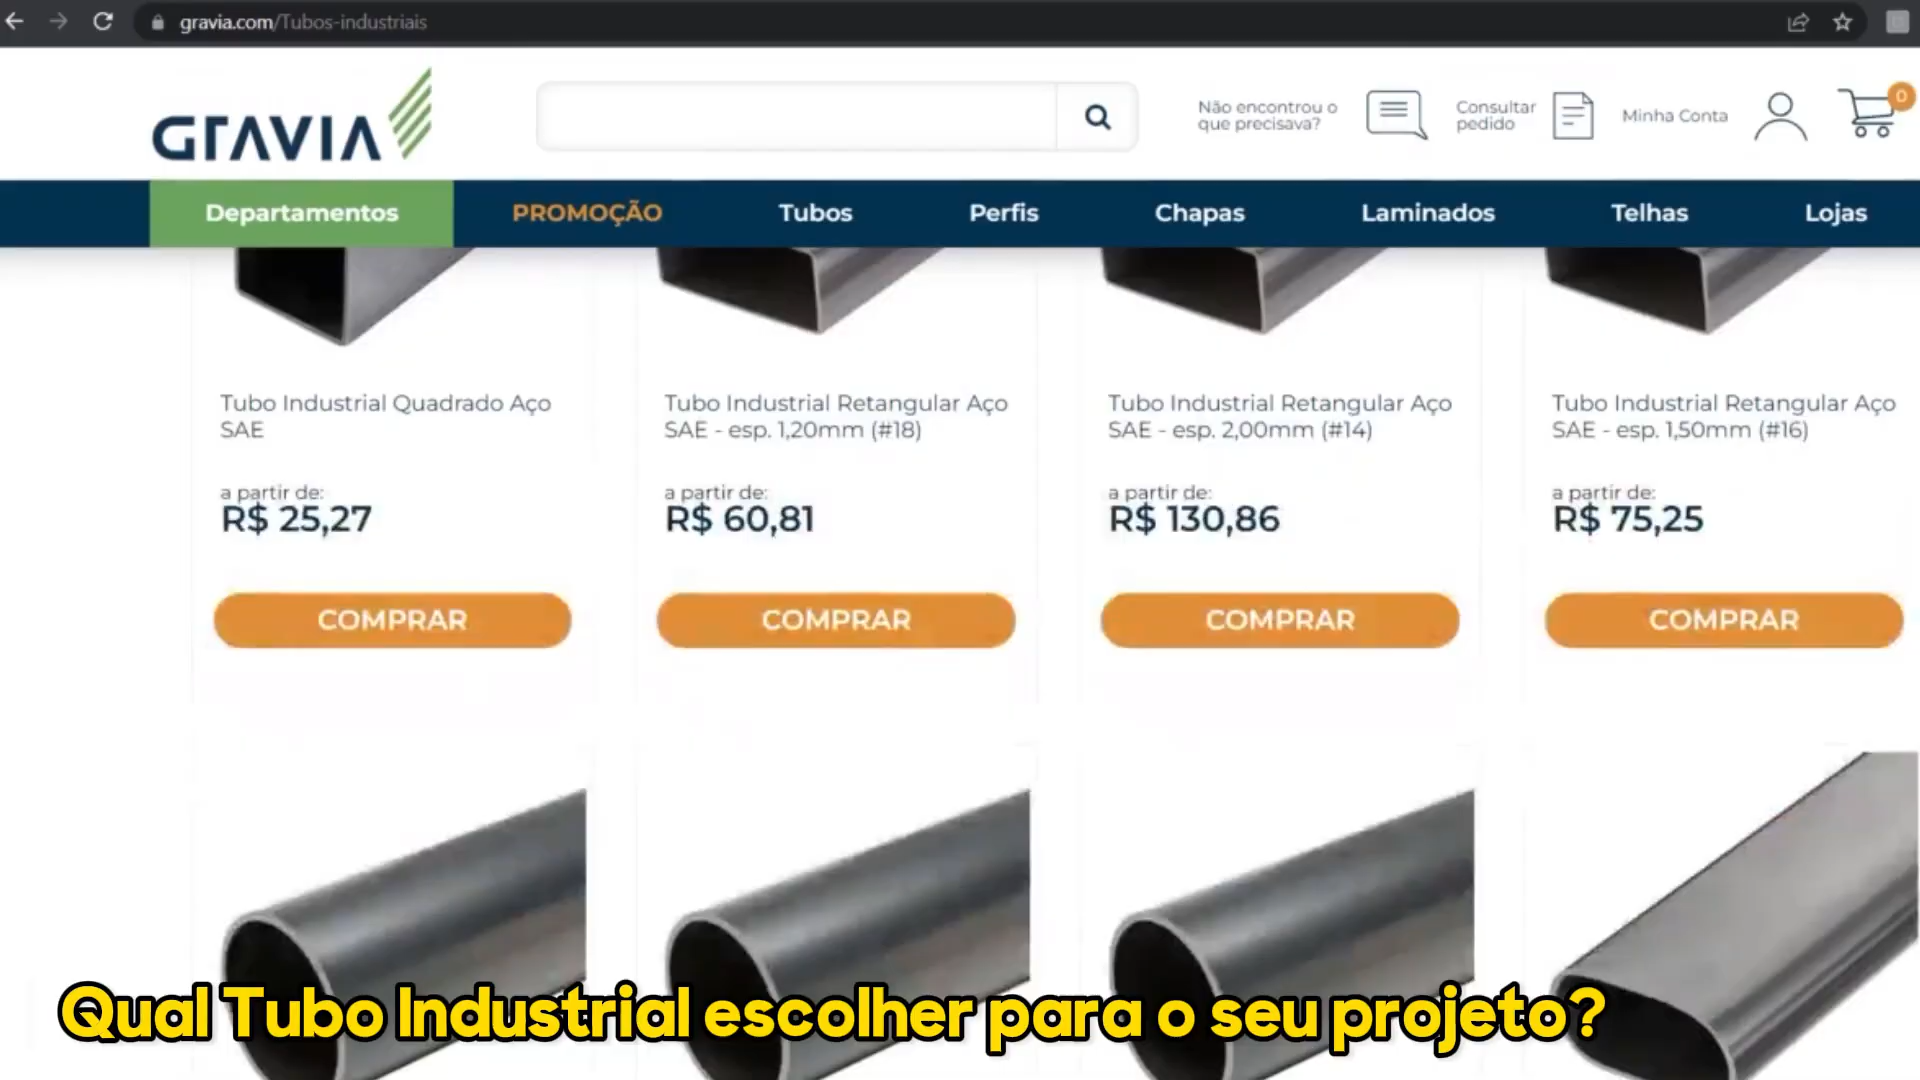 gravia.com/Tubos-industriais
GRAVIA
Não encontrou o
que precisava?
Consultar
pedido
Minha Conta
0
Departamentos
PROMOÇÃO
Tubos
Perfis
Chapas
Laminados
Telhas
Lojas
Tubo Industrial Quadrado Aço
SAE
a partir de:
R$ 25,27
COMPRAR
Tubo Industrial Retangular Aço
SAE - esp. 1,20mm (#18)
a partir de:
R$ 60,81
COMPRAR
Tubo Industrial Retangular Aço
SAE - esp. 2,00mm (#14)
a partir de:
R$ 130,86
COMPRAR
Tubo Industrial Retangular Aço
SAE - esp. 1,50mm (#16)
a partir de:
R$ 75,25
COMPRAR
Qual Tubo Industrial escolher para o seu projeto?